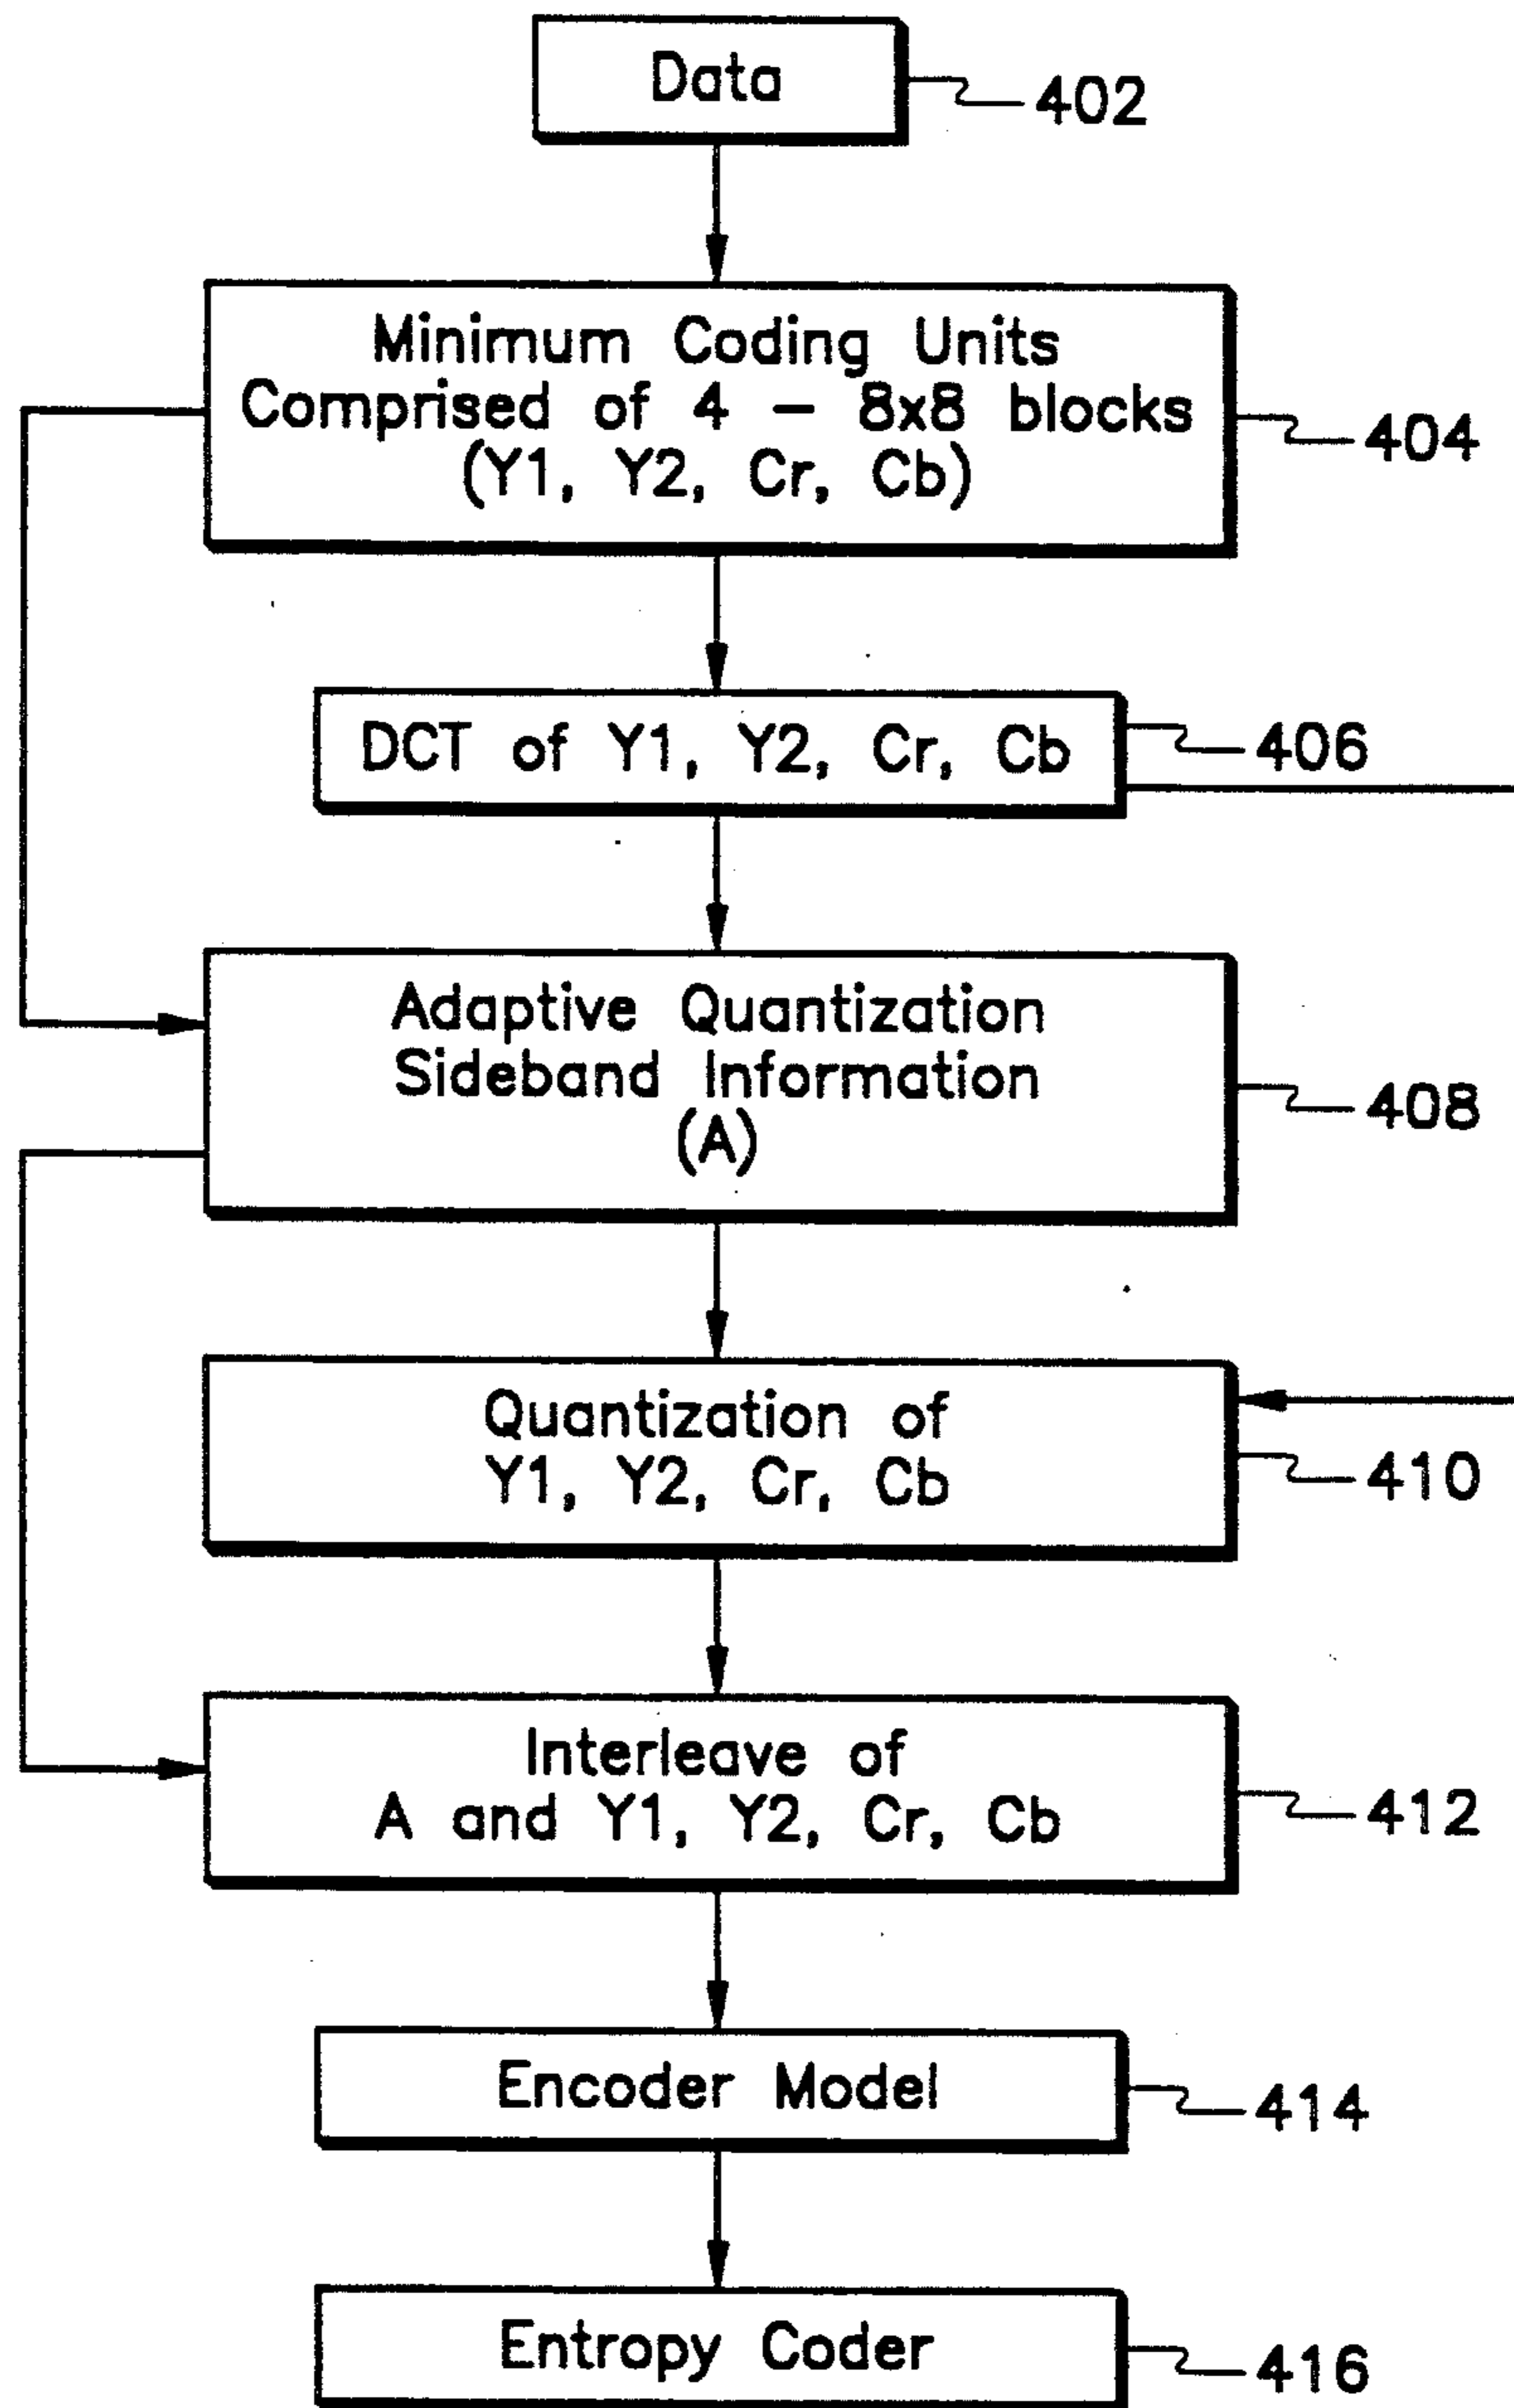 Data
402
Minimum Coding Units
Comprised of 4 – 8x8 blocks
(Y1, Y2, Cr, Cb)
404
DCT of Y1, Y2, Cr, Cb
406
Adaptive Quantization
Sideband Information
(A)
408
Quantization of
Y1, Y2, Cr, Cb
410
Interleave of
A and Y1, Y2, Cr, Cb
412
Encoder Model
414
Entropy Coder
416